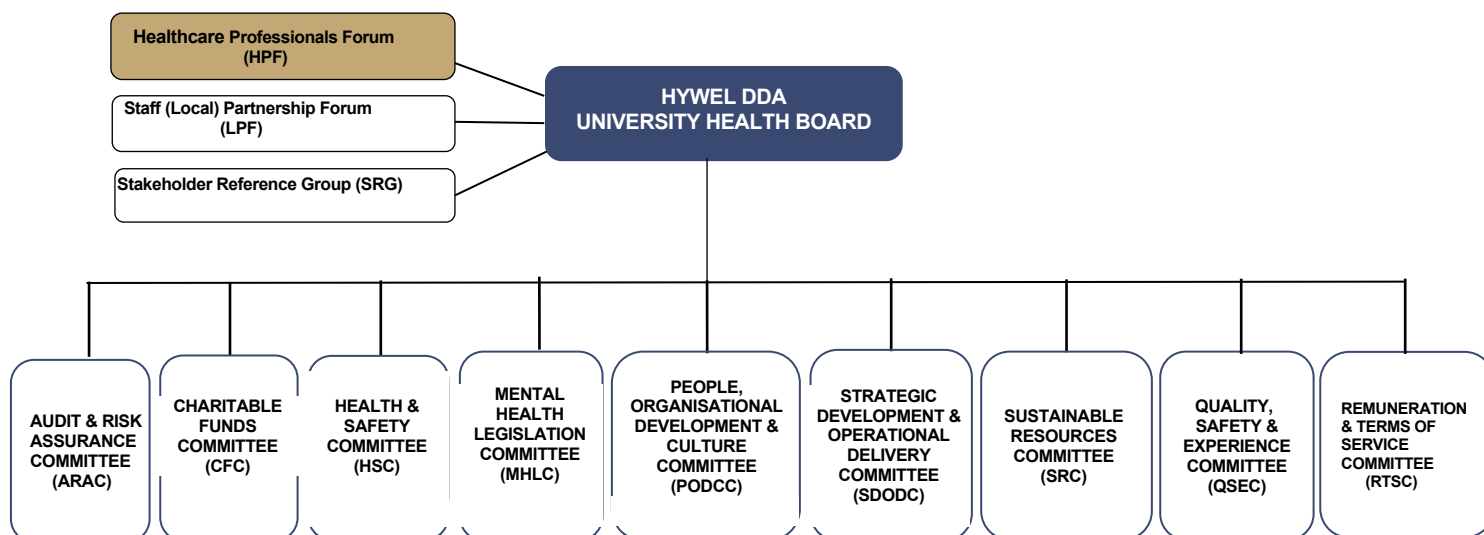 Healthcare Professionals Forum
(HPF)
Staff (Local) Partnership Forum
(LPF)
Stakeholder Reference Group (SRG)
HYWEL DDA
UNIVERSITY HEALTH BOARD
AUDIT & RISK
ASSURANCE
COMMITTEE
(ARAC)
CHARITABLE
FUNDS
COMMITTEE
(CFC)
HEALTH &
SAFETY
COMMITTEE
(HSC)
MENTAL
HEALTH
LEGISLATION
COMMITTEE
(MHLC)
PEOPLE,
ORGANISATIONAL
DEVELOPMENT &
CULTURE
COMMITTEE
(PODCC)
STRATEGIC
DEVELOPMENT &
OPERATIONAL
DELIVERY
COMMITTEE
(SDODC)
SUSTAINABLE
RESOURCES
COMMITTEE
(SRC)
QUALITY,
SAFETY &
EXPERIENCE
COMMITTEE
(QSEC)
REMUNERATION
& TERMS OF
SERVICE
COMMITTEE
(RTSC)